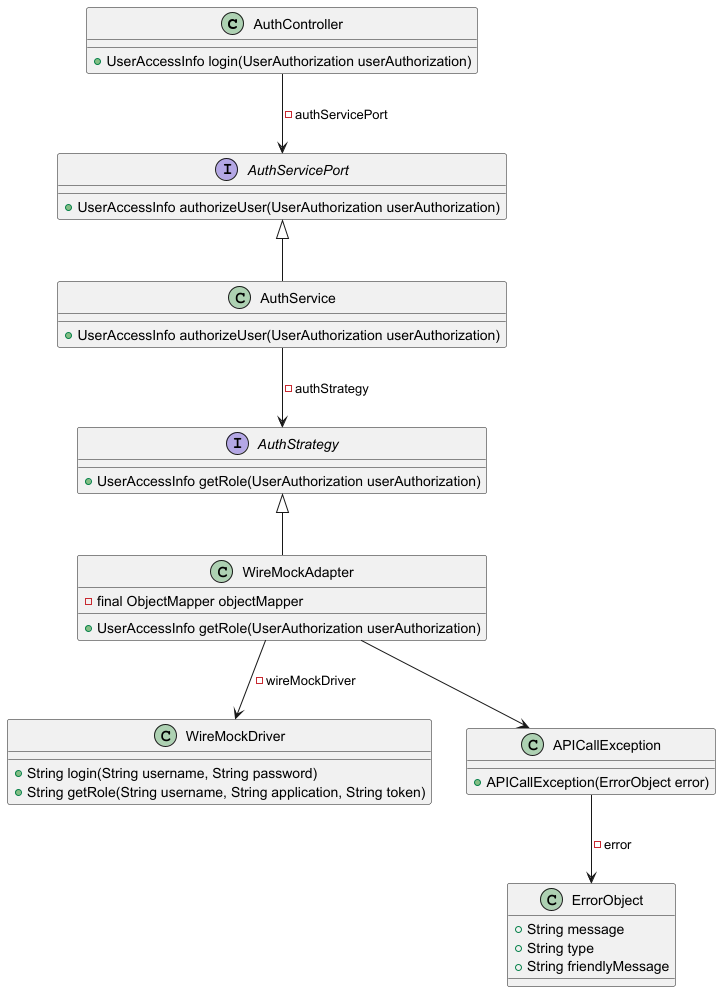 C AuthController
UserAccessInfo login(UserAuthorization userAuthorization)
authServicePort
I AuthServicePort
UserAccessInfo authorizeUser(UserAuthorization userAuthorization)
C AuthService
UserAccessInfo authorizeUser(UserAuthorization userAuthorization)
authStrategy
I AuthStrategy
UserAccessInfo getRole(UserAuthorization userAuthorization)
C WireMockAdapter
final ObjectMapper objectMapper
UserAccessInfo getRole(UserAuthorization userAuthorization)
wireMockDriver
C WireMockDriver
String login(String username, String password)
String getRole(String username, String application, String token)
C APICallException
APICallException(ErrorObject error)
error
C ErrorObject
String message
String type
String friendlyMessage